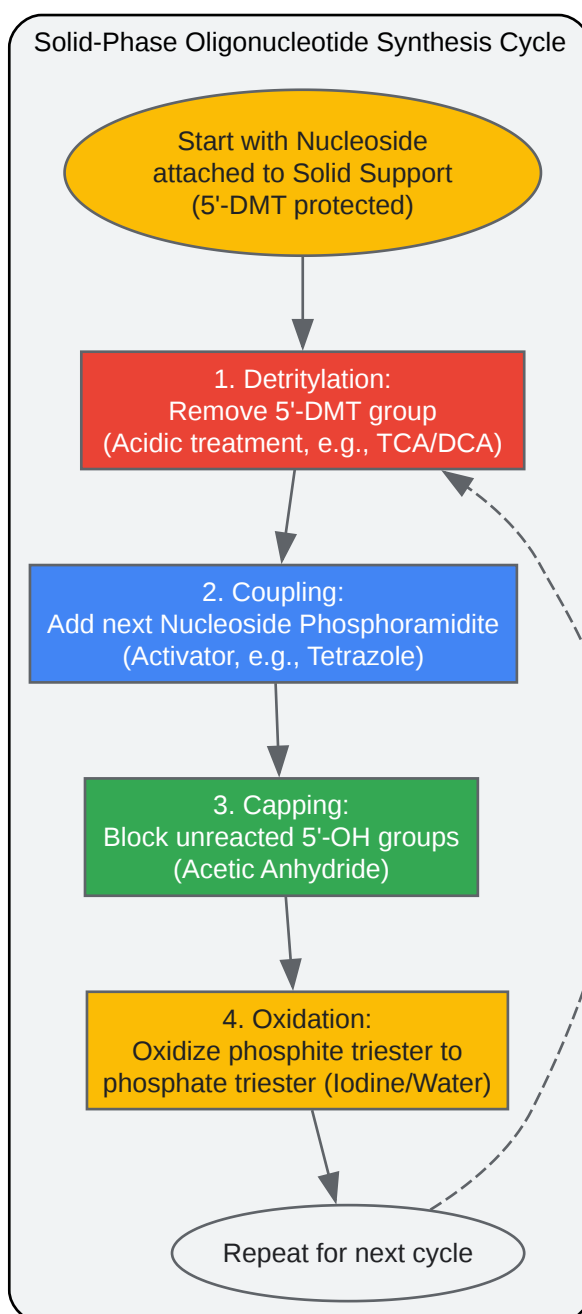 Solid-Phase Oligonucleotide Synthesis Cycle
Start with Nucleoside
attached to Solid Support
(5'-DMT protected)
1. Detritylation:
Remove 5'-DMT group
(Acidic treatment, e.g., TCA/DCA)
2. Coupling:
Add next Nucleoside Phosphoramidite
(Activator, e.g., Tetrazole)
3. Capping:
Block unreacted 5'-OH groups
(Acetic Anhydride)
4. Oxidation:
Oxidize phosphite triester to
phosphate triester (Iodine/Water)
Repeat for next cycle